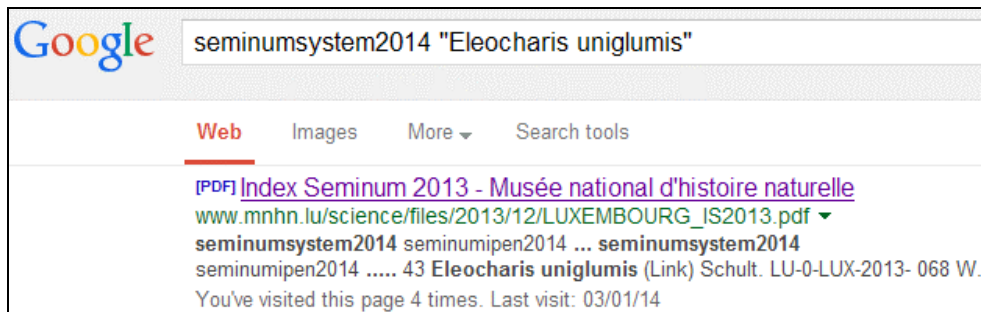 Google seminumsystem2014 "Eleocharis uniglumis"
Web Images More Search tools
[PDF] Index Seminum 2013 - Musée national d'histoire naturelle
www.mnhn.lu/science/files/2013/12/LUXEMBOURG_IS2013.pdf
seminumsystem2014 seminumipen2014 ... seminumsystem2014
seminumipen2014 ..... 43 Eleocharis uniglumis (Link) Schult. LU-0-LUX-2013- 068 W.
You've visited this page 4 times. Last visit: 03/01/14